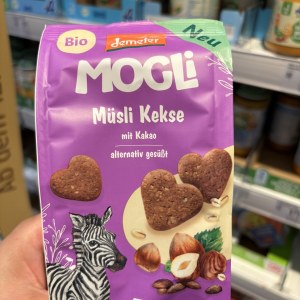 Bio
demeter
Neu
MOGLi
Müsli Kekse
mit Kakao
alternativ gesüßt